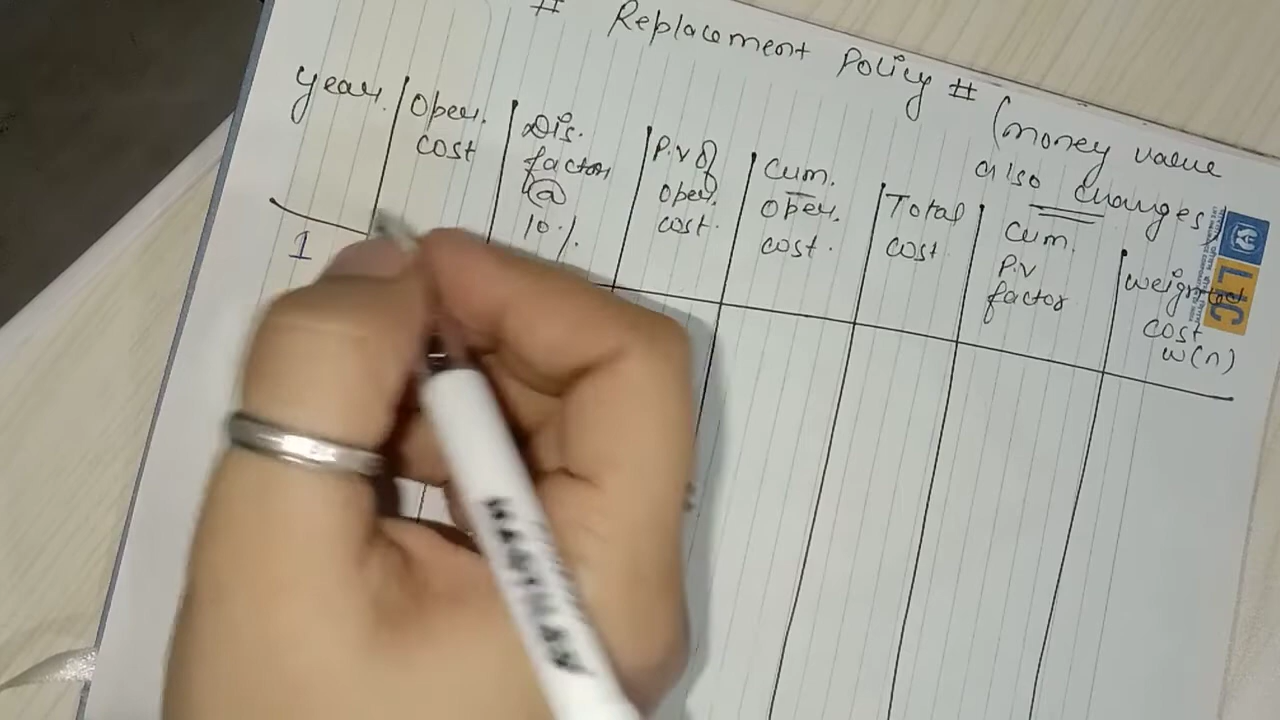 # Replacement Policy # (money value
also changes
year.
Oper.
cost
Dis.
factor
@
10%
P.v of
oper.
cost.
Cum.
oper.
cost.
Total
cost
Cum.
P.v
factor
weight
cost
w(n)
1
LIC